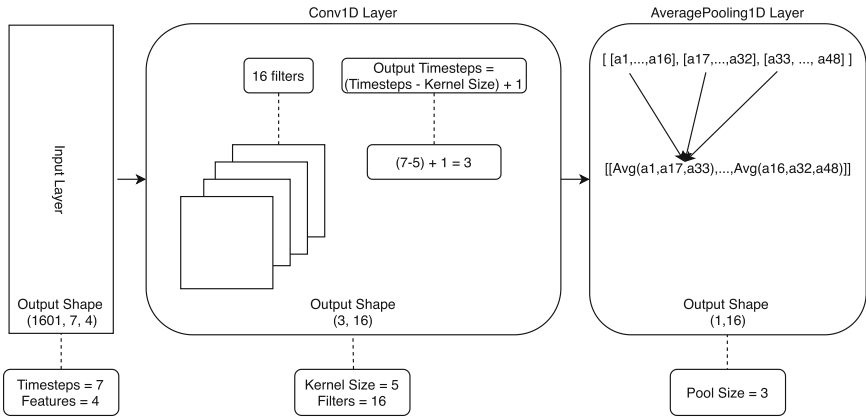 Conv1D Layer
AveragePooling1D Layer
Input Layer
Output Shape
(1601, 7, 4)
Timesteps = 7
Features = 4
16 filters
Output Timesteps =
(Timesteps - Kernel Size) + 1
(7-5) + 1 = 3
Output Shape
(3, 16)
Kernel Size = 5
Filters = 16
[ [a1,...,a16], [a17,...,a32], [a33, ..., a48] ]
[[Avg(a1,a17,a33),...,Avg(a16,a32,a48)]]
Output Shape
(1,16)
Pool Size = 3